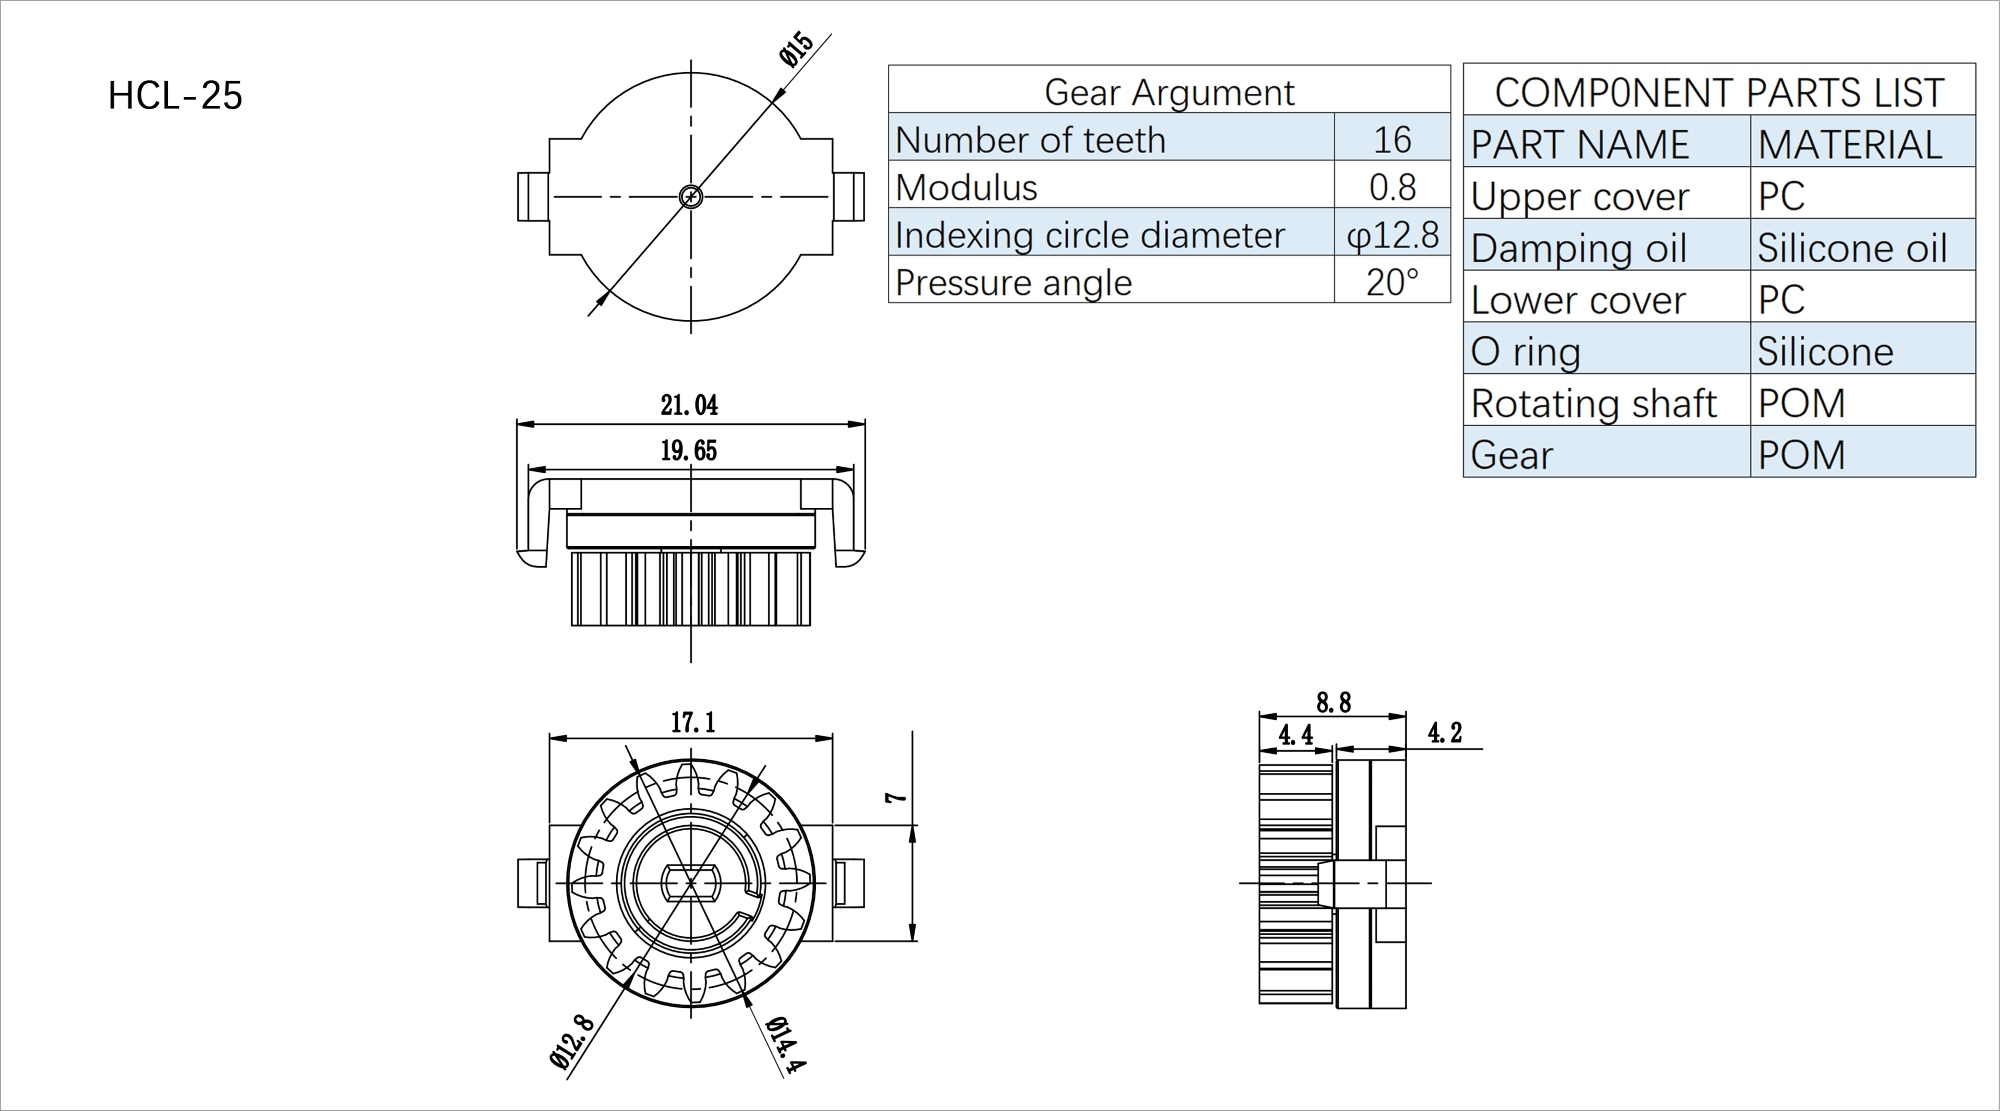 HCL-25
Ø15
Gear Argument
Number of teeth 16
Modulus 0.8
Indexing circle diameter φ12.8
Pressure angle 20°
COMP0NENT PARTS LIST
PART NAME MATERIAL
Upper cover PC
Damping oil Silicone oil
Lower cover PC
O ring Silicone
Rotating shaft POM
Gear POM
21.04
19.65
17.1
7
Ø12.8
Ø14.4
8.8
4.4
4.2